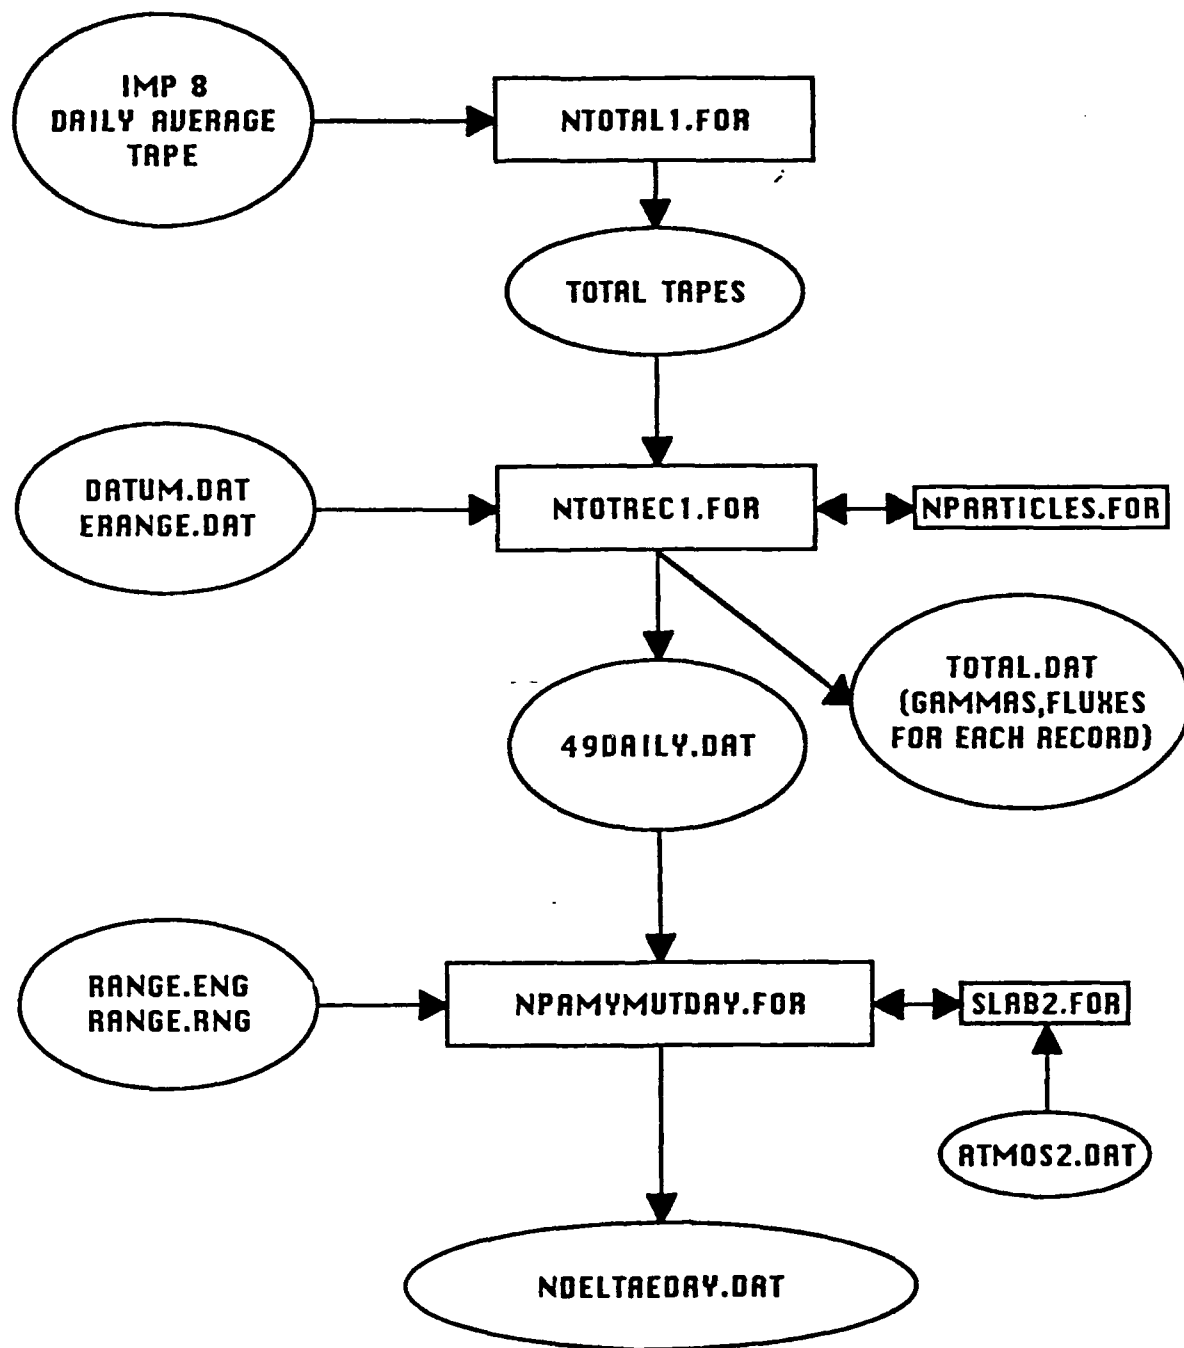 IMP 8
DAILY AVERAGE
TAPE
NTOTAL1.FOR
TOTAL TAPES
DATUM.DAT
ERANGE.DAT
NTOTREC1.FOR
NPARTICLES.FOR
TOTAL.DAT
(GAMMAS,FLUXES
FOR EACH RECORD)
49DAILY.DAT
RANGE.ENG
RANGE.RNG
NPAMYMUTDAY.FOR
SLAB2.FOR
ATMOS2.DAT
NDELTAEDAY.DAT